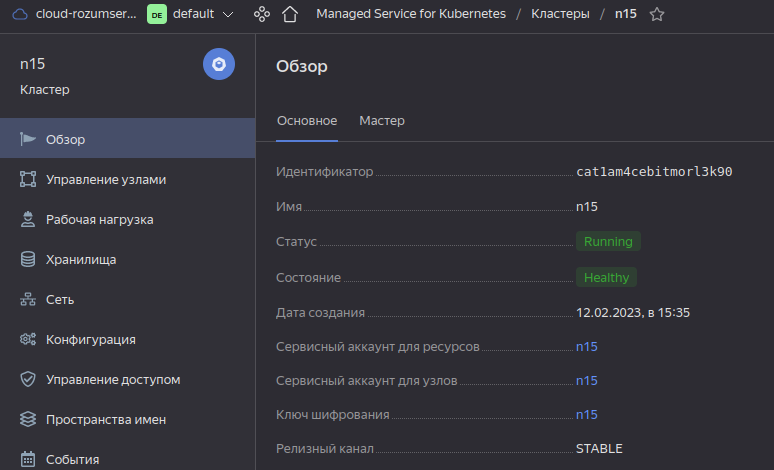 cloud-rozumser... DE default Managed Service for Kubernetes / Кластеры / n15
n15
Кластер
Обзор
Управление узлами
Рабочая нагрузка
Хранилища
Сеть
Конфигурация
Управление доступом
Пространства имен
События
Обзор
Основное Мастер
Идентификатор cat1am4cebitmorl3k90
Имя n15
Статус Running
Состояние Healthy
Дата создания 12.02.2023, в 15:35
Сервисный аккаунт для ресурсов n15
Сервисный аккаунт для узлов n15
Ключ шифрования n15
Релизный канал STABLE